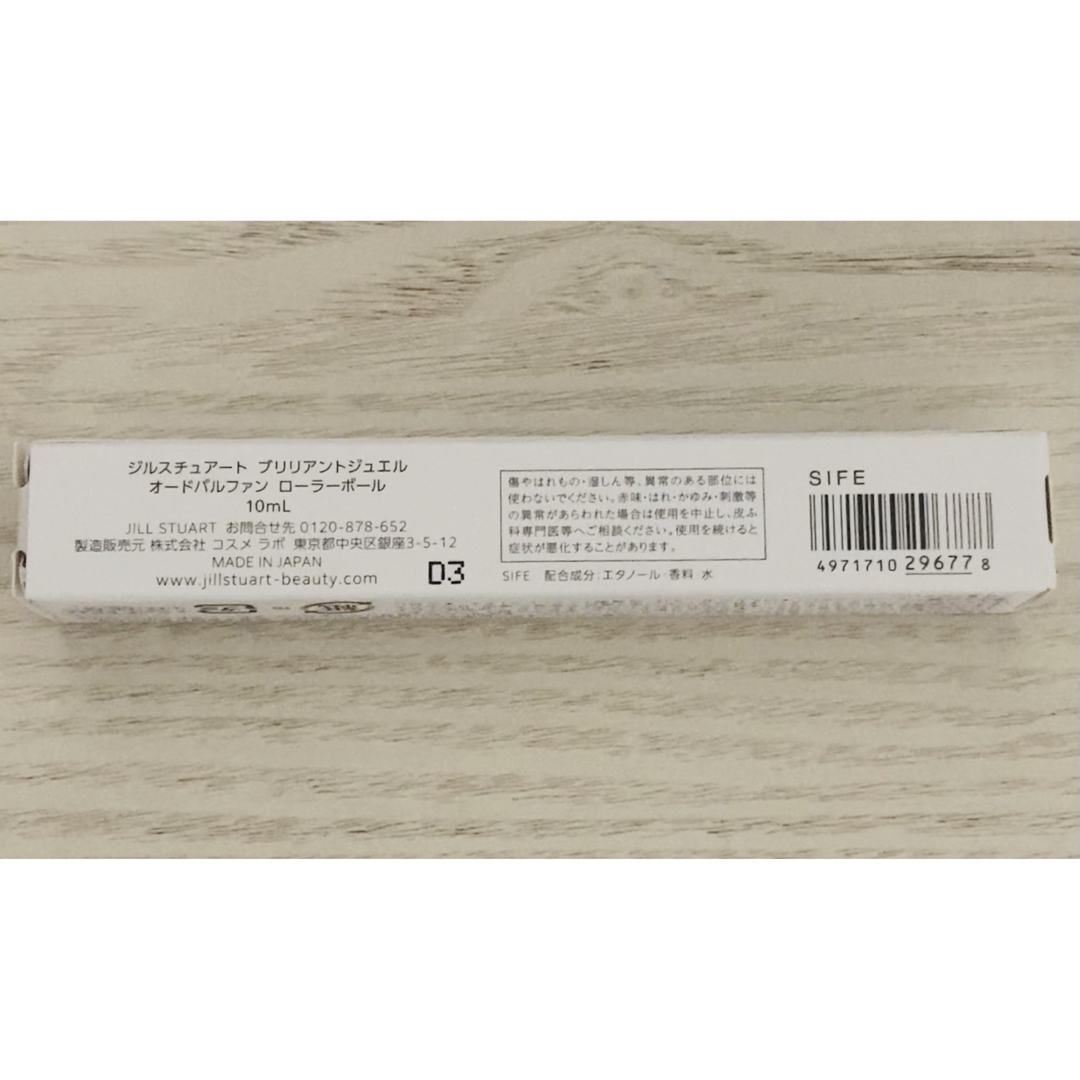 ジルスチュアート ブリリアントジュエル
オードパルファン ローラーボール
10mL
JILL STUART お問合せ先 0120-878-652
製造販売元 株式会社 コスメ ラボ 東京都中央区銀座3-5-12
MADE IN JAPAN
www.jillstuart-beauty.com
D3
傷やはれもの・湿しん等、異常のある部位には
使わないでください。赤味・はれ・かゆみ・刺激等
の異常があらわれた場合は使用を中止し、皮ふ
科専門医等へご相談ください。使用を続けると
症状が悪化することがあります。
SIFE 配合成分:エタノール・香料 水
SIFE
4971710 29677 8